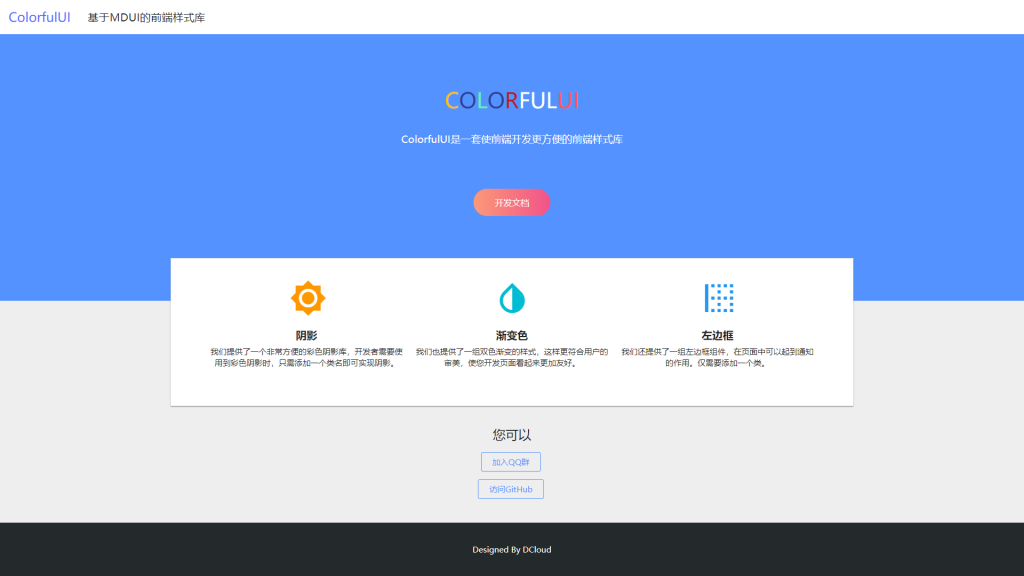 ColorfulUI 基于MDUI的前端样式库
COLORFULUI
ColorfulUI是一套使前端开发更方便的前端样式库
开发文档
阴影
我们提供了一个非常方便的彩色阴影库，开发者需要使
用到彩色阴影时，只需添加一个类名即可实现阴影。
渐变色
我们也提供了一组双色渐变的样式，这样更符合用户的
审美，使您开发页面看起来更加友好。
左边框
我们还提供了一组左边框组件，在页面中可以起到通知
的作用。仅需要添加一个类。
您可以
加入QQ群
访问GitHub
Designed By DCloud